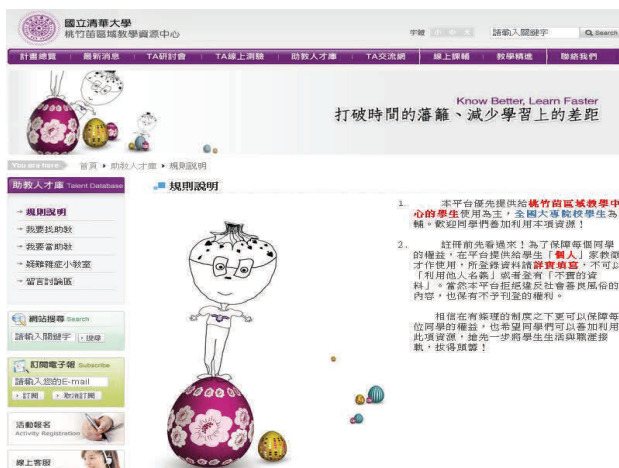 國立清華大學
桃竹苗區域教學資源中心
字體 小 中 大
請輸入關鍵字
Search
計畫總覽 最新消息 TA研討會 TA線上測驗 助教人才庫 TA交流網 線上課輔 教學精進 聯絡我們
Know Better, Learn Faster
打破時間的藩籬、減少學習上的差距
You are here 首頁 助教人才庫 規則說明
助教人才庫 Talent Database
規則說明
我要找助教
我要當助教
疑難雜症小教室
留言討論區
網站搜尋 Search
請輸入關鍵字 搜尋
訂閱電子報 Subscribe
請輸入您的E-mail
訂閱 取消訂閱
活動報名
Activity Registration
線上客服
規則說明
1. 本平台優先提供給桃竹苗區域教學中
心的學生使用為主，全國大專院校學生為
輔。歡迎同學們善加利用本項資源！
2. 註冊前先看過來！為了保障每個同學
的權益，在平台提供給學生「個人」家教徵
才作使用，所登錄資料請詳實填寫，不可以
「利用他人名義」或者登有「不實的資
料」。當然本平台拒絕違反社會善良風俗的
內容，也保有不予刊登的權利。
相信在有條理的制度之下更可以保障每
位同學的權益，也希望同學們可以善加利用
此項資源，搶先一步將學生生活與職涯接
軌，拔得頭籌！